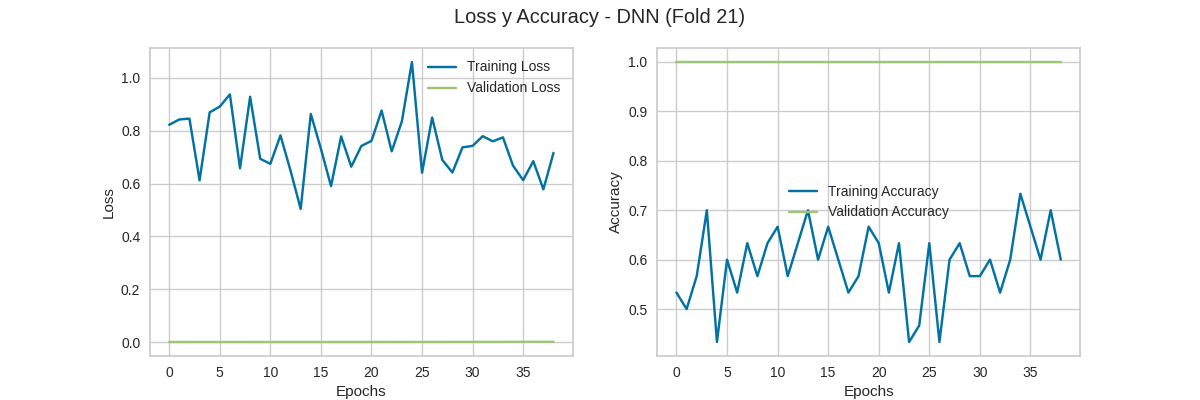 Loss y Accuracy - DNN (Fold 21)
Training Loss
Validation Loss
1.0
0.8
0.6
0.4
0.2
0.0
Loss
0 5 10 15 20 25 30 35
Epochs
Training Accuracy
Validation Accuracy
1.0
0.9
0.8
0.7
0.6
0.5
Accuracy
0 5 10 15 20 25 30 35
Epochs